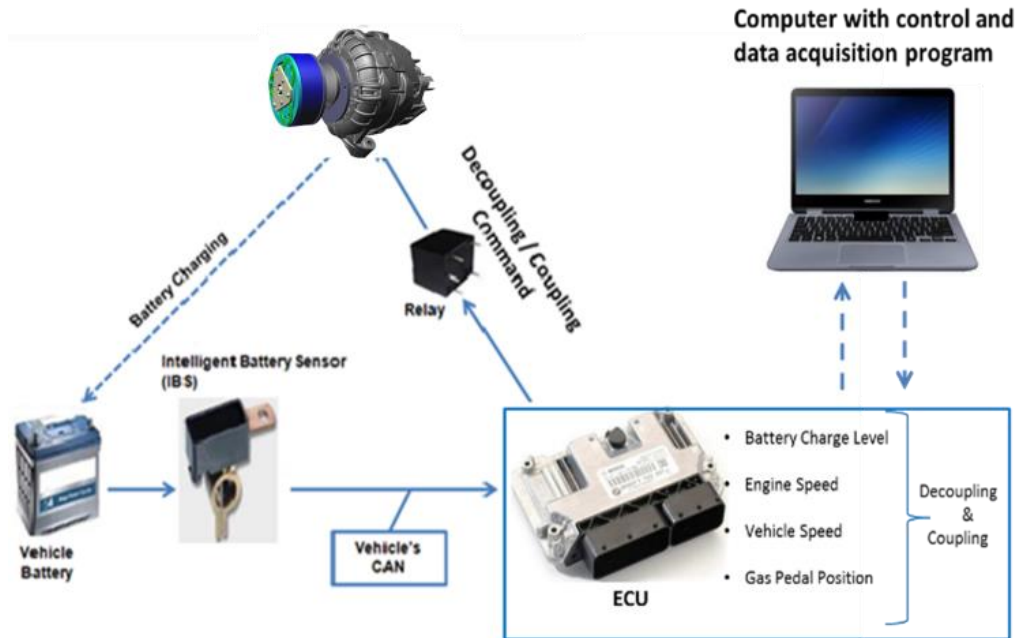 Computer with control and
data acquisition program
Decoupling / Coupling
Command
Battery Charging
Relay
Intelligent Battery Sensor
(IBS)
Vehicle
Battery
Vehicle's
CAN
ECU
• Battery Charge Level
• Engine Speed
• Vehicle Speed
• Gas Pedal Position
Decoupling
&
Coupling